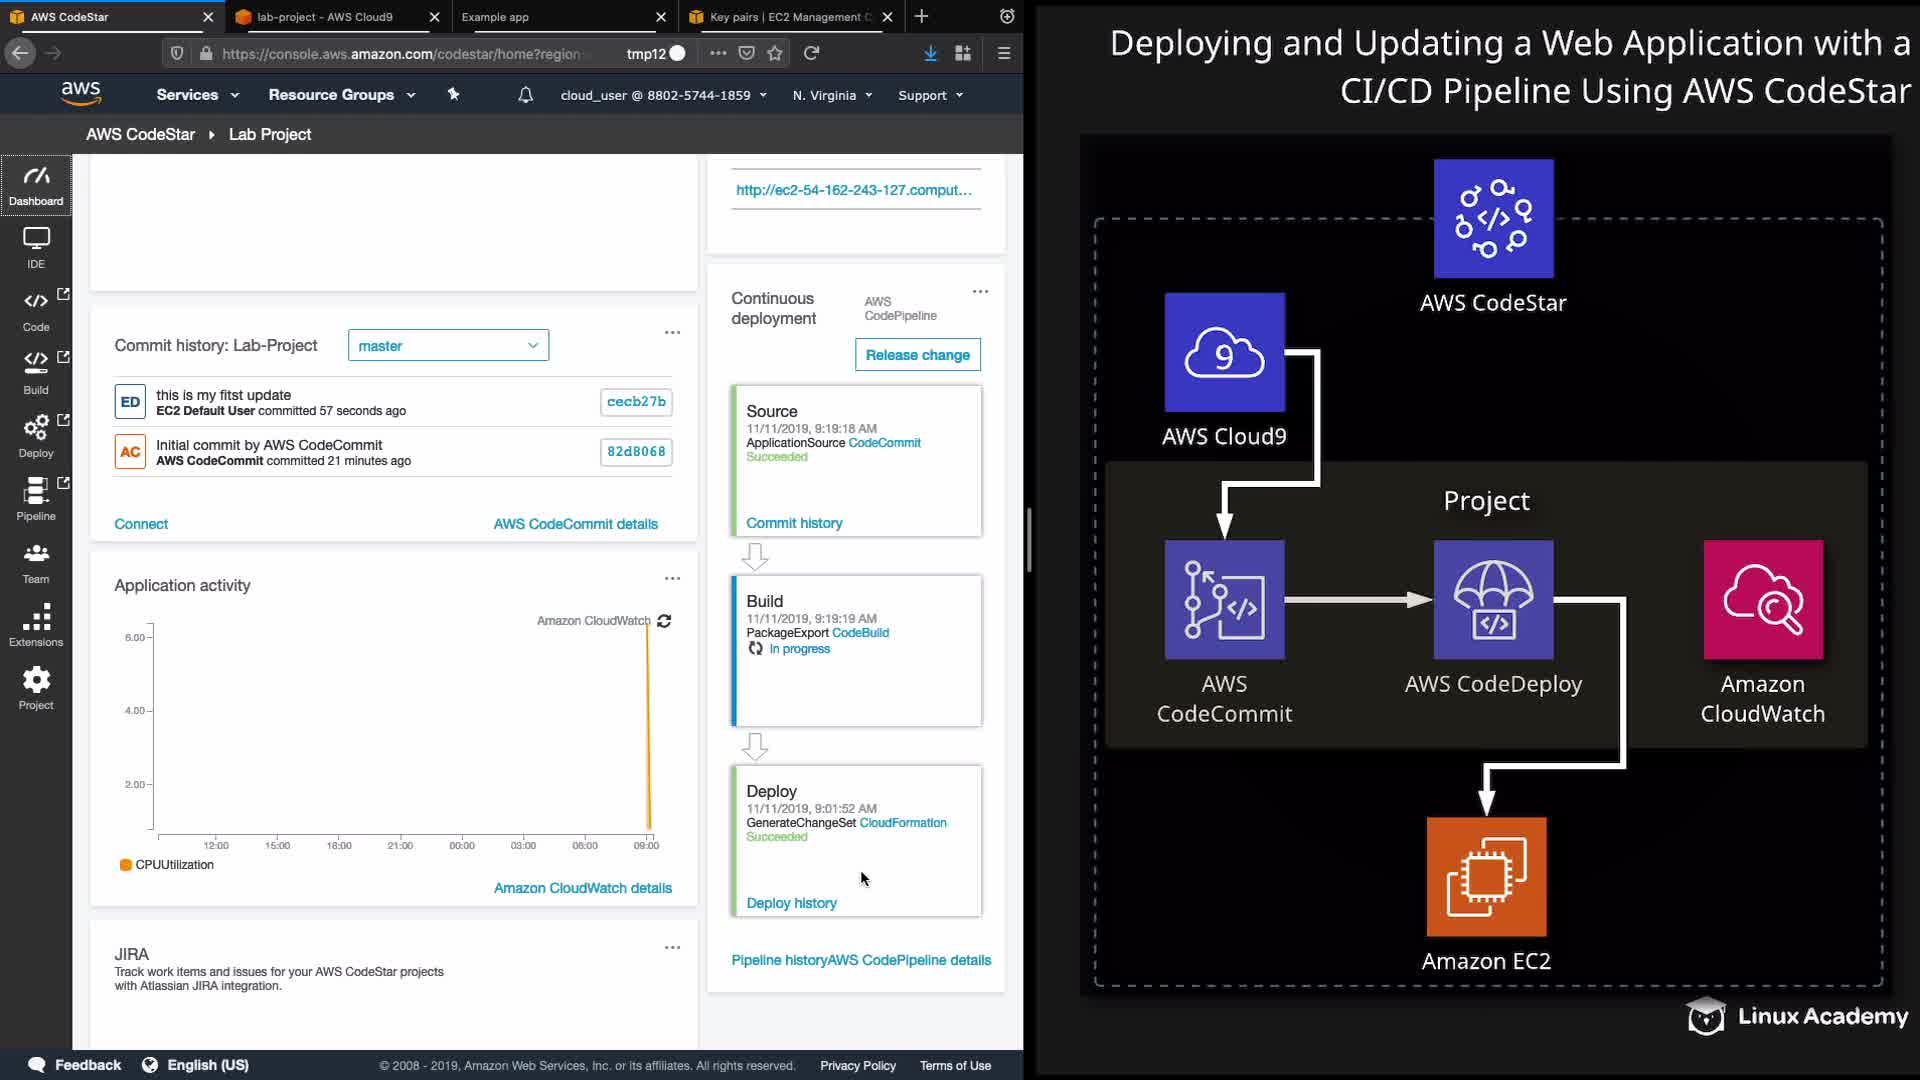 AWS CodeStar
lab-project - AWS Cloud9
Example app
Key pairs | EC2 Management C
https://console.aws.amazon.com/codestar/home?region
tmp12
aws
Services
Resource Groups
cloud_user @ 8802-5744-1859
N. Virginia
Support
AWS CodeStar
Lab Project
Dashboard
IDE
Code
Build
Deploy
Pipeline
Team
Extensions
Project
http://ec2-54-162-243-127.comput...
Commit history: Lab-Project
master
ED
this is my fitst update
EC2 Default User committed 57 seconds ago
cecb27b
AC
Initial commit by AWS CodeCommit
AWS CodeCommit committed 21 minutes ago
82d8068
Connect
AWS CodeCommit details
Application activity
Amazon CloudWatch
6.00
4.00
2.00
12:00 15:00 18:00 21:00 00:00 03:00 06:00 09:00
CPUUtilization
Amazon CloudWatch details
JIRA
Track work items and issues for your AWS CodeStar projects
with Atlassian JIRA integration.
Continuous
deployment
AWS
CodePipeline
Release change
Source
11/11/2019, 9:19:18 AM
ApplicationSource CodeCommit
Succeeded
Commit history
Build
11/11/2019, 9:19:19 AM
PackageExport CodeBuild
In progress
Deploy
11/11/2019, 9:01:52 AM
GenerateChangeSet CloudFormation
Succeeded
Deploy history
Pipeline history AWS CodePipeline details
Feedback
English (US)
© 2008 - 2019, Amazon Web Services, Inc. or its affiliates. All rights reserved.
Privacy Policy
Terms of Use
Deploying and Updating a Web Application with a
CI/CD Pipeline Using AWS CodeStar
AWS CodeStar
9
AWS Cloud9
Project
AWS
CodeCommit
AWS CodeDeploy
Amazon
CloudWatch
Amazon EC2
Linux Academy